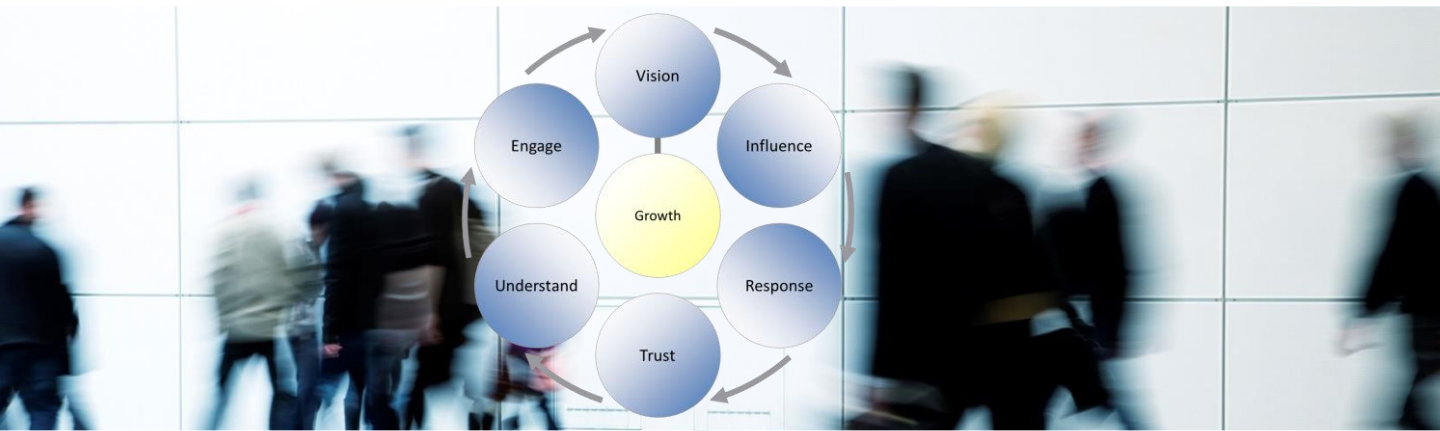 Vision
Influence
Response
Trust
Understand
Engage
Growth